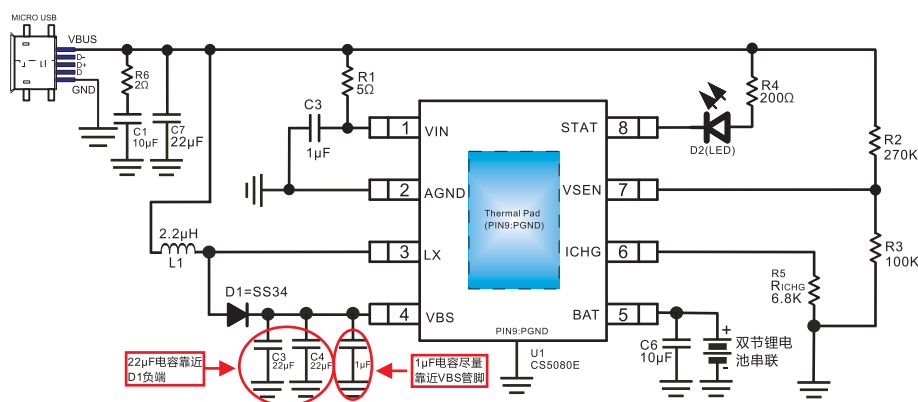 MICRO USB
VBUS
D-
D+
D
GND
R6
2Ω
C1
10μF
C7
22μF
R1
5Ω
C3
1μF
1
VIN
2
AGND
3
LX
4
VBS
8
STAT
7
VSEN
6
ICHG
5
BAT
Thermal Pad
(PIN9:PGND)
PIN9:PGND
U1
CS5080E
R4
200Ω
D2(LED)
R2
270K
R3
100K
R5
RICHG
6.8K
2.2μH
L1
D1=SS34
C3
22μF
C4
22μF
1μF
C6
10μF
+
-
双节锂电
池串联
22μF电容靠近
D1负端
1μF电容尽量
靠近VBS管脚